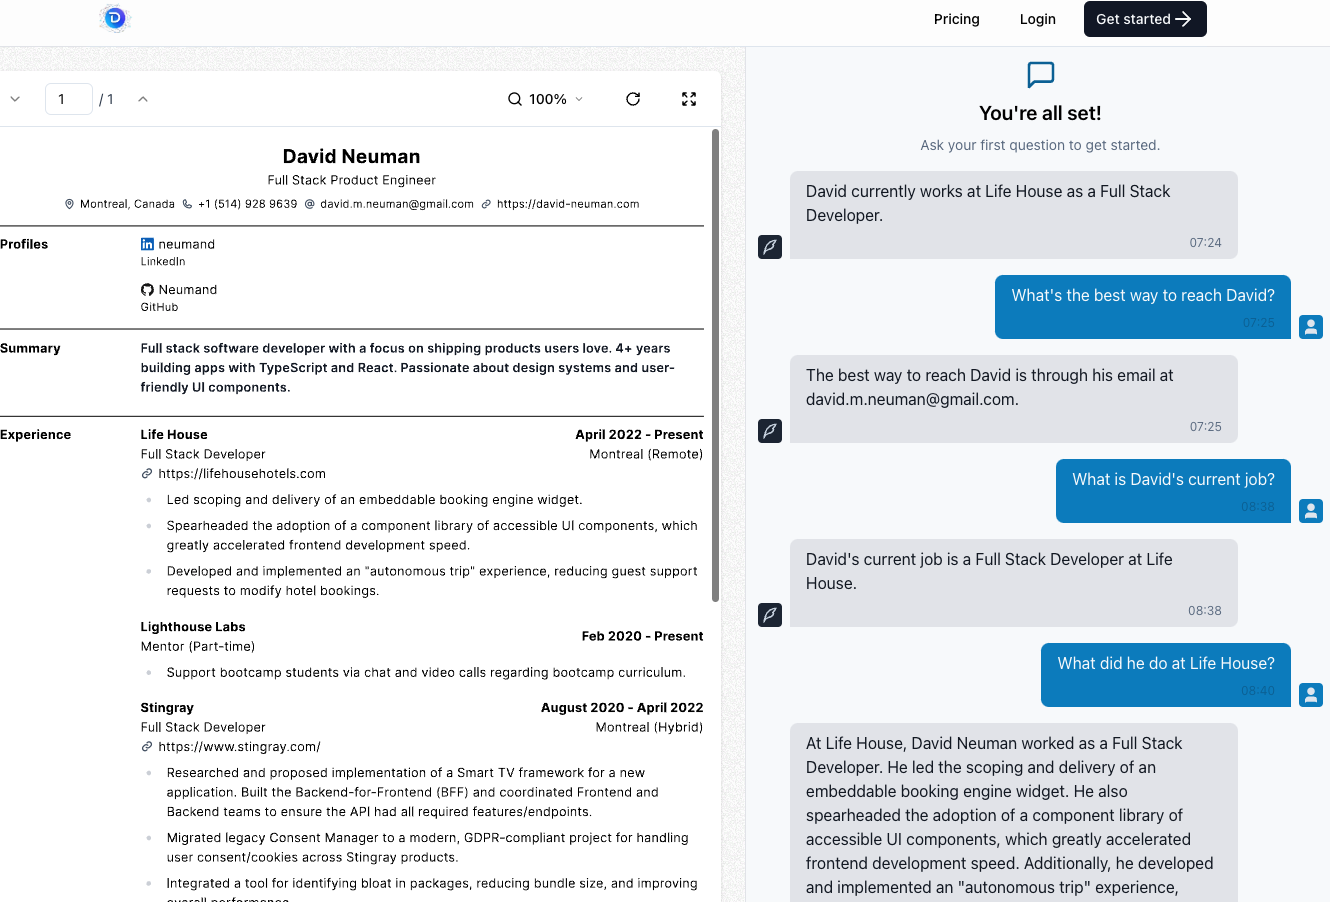 D
Pricing
Login
Get started
1
/ 1
100%
David Neuman
Full Stack Product Engineer
Montreal, Canada
+1 (514) 928 9639
david.m.neuman@gmail.com
https://david-neuman.com
Profiles
neumand
LinkedIn
Neumand
GitHub
Summary
Full stack software developer with a focus on shipping products users love. 4+ years
building apps with TypeScript and React. Passionate about design systems and user-
friendly UI components.
Experience
Life House
April 2022 - Present
Full Stack Developer
Montreal (Remote)
https://lifehousehotels.com
Led scoping and delivery of an embeddable booking engine widget.
Spearheaded the adoption of a component library of accessible UI components, which
greatly accelerated frontend development speed.
Developed and implemented an "autonomous trip" experience, reducing guest support
requests to modify hotel bookings.
Lighthouse Labs
Feb 2020 - Present
Mentor (Part-time)
Support bootcamp students via chat and video calls regarding bootcamp curriculum.
Stingray
August 2020 - April 2022
Full Stack Developer
Montreal (Hybrid)
https://www.stingray.com/
Researched and proposed implementation of a Smart TV framework for a new
application. Built the Backend-for-Frontend (BFF) and coordinated Frontend and
Backend teams to ensure the API had all required features/endpoints.
Migrated legacy Consent Manager to a modern, GDPR-compliant project for handling
user consent/cookies across Stingray products.
Integrated a tool for identifying bloat in packages, reducing bundle size, and improving
overall performance.
You're all set!
Ask your first question to get started.
David currently works at Life House as a Full Stack
Developer.
07:24
What's the best way to reach David?
07:25
The best way to reach David is through his email at
david.m.neuman@gmail.com.
07:25
What is David's current job?
08:38
David's current job is a Full Stack Developer at Life
House.
08:38
What did he do at Life House?
08:40
At Life House, David Neuman worked as a Full Stack
Developer. He led the scoping and delivery of an
embeddable booking engine widget. He also
spearheaded the adoption of a component library of
accessible UI components, which greatly accelerated
frontend development speed. Additionally, he developed
and implemented an "autonomous trip" experience,